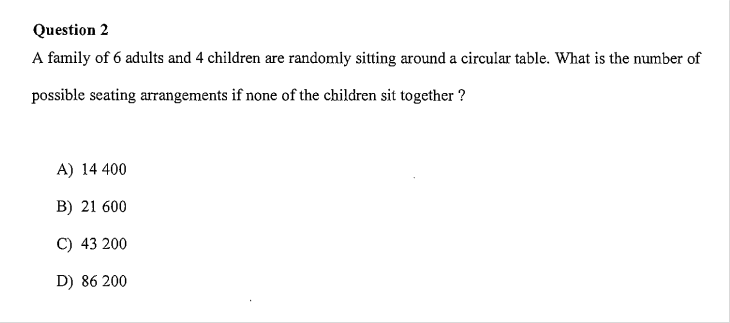 Question 2
A family of 6 adults and 4 children are randomly sitting around a circular table. What is the number of
possible seating arrangements if none of the children sit together ?
A) 14 400
B) 21 600
C) 43 200
D) 86 200